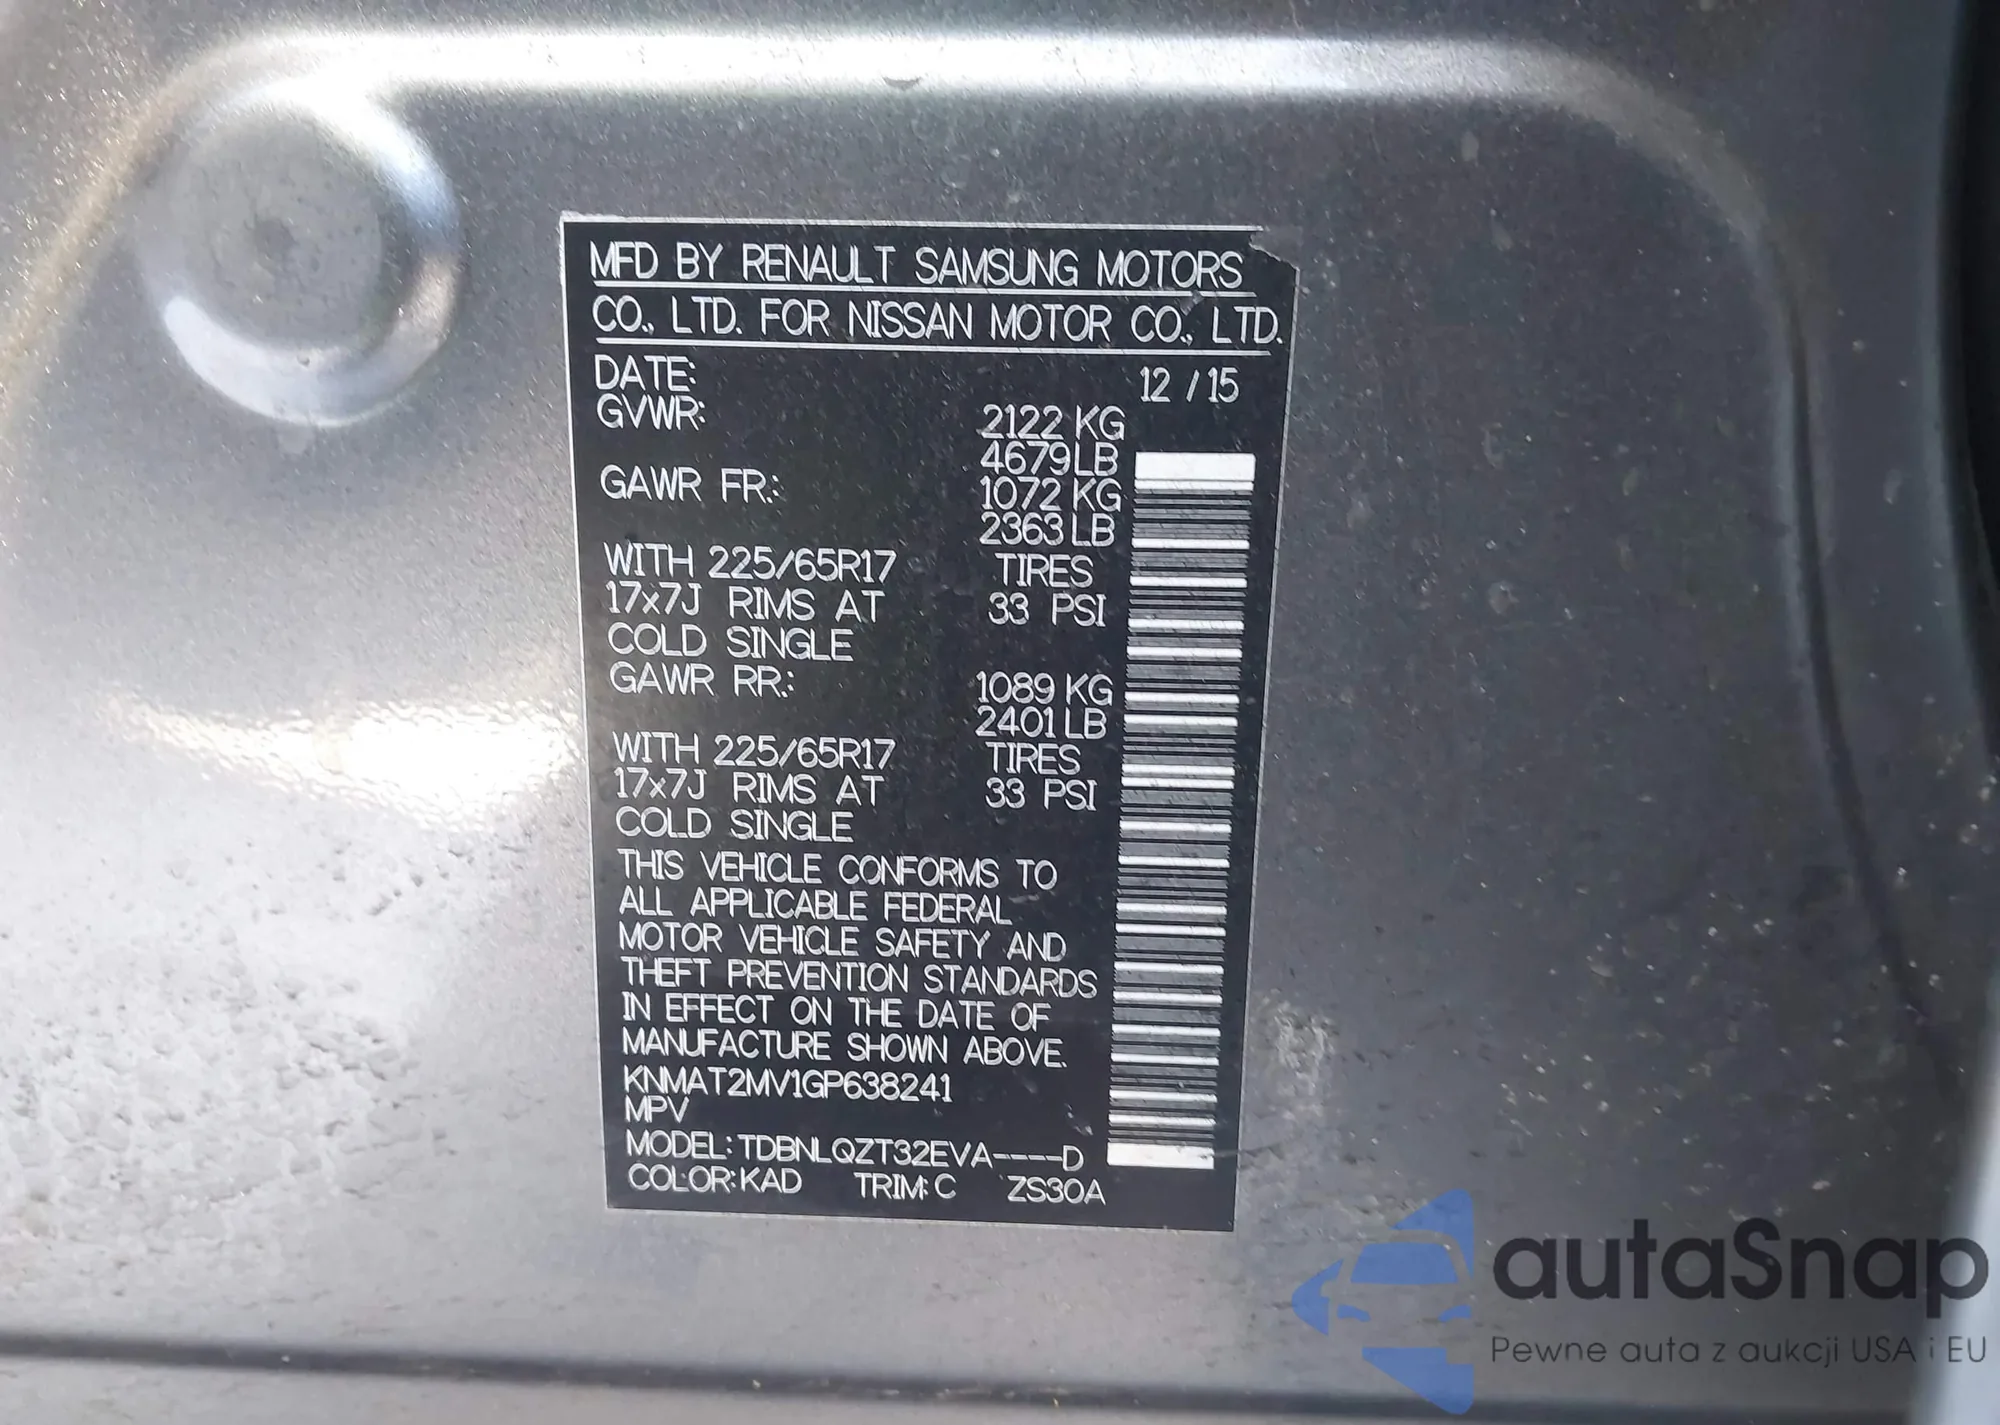 MFD BY RENAULT SAMSUNG MOTORS
CO., LTD. FOR NISSAN MOTOR CO., LTD.
DATE: 12 / 15
GVWR: 2122 KG
4679 LB
GAWR FR.: 1072 KG
2363 LB
WITH 225/65R17 TIRES
17x7J RIMS AT 33 PSI
COLD SINGLE
GAWR RR.: 1089 KG
2401 LB
WITH 225/65R17 TIRES
17x7J RIMS AT 33 PSI
COLD SINGLE
THIS VEHICLE CONFORMS TO
ALL APPLICABLE FEDERAL
MOTOR VEHICLE SAFETY AND
THEFT PREVENTION STANDARDS
IN EFFECT ON THE DATE OF
MANUFACTURE SHOWN ABOVE.
KNMAT2MV1GP638241
MPV
MODEL: TDBNLQZT32EVA----D
COLOR: KAD TRIM: C ZS30A
autaSnap
Pewne auta z aukcji USA i EU